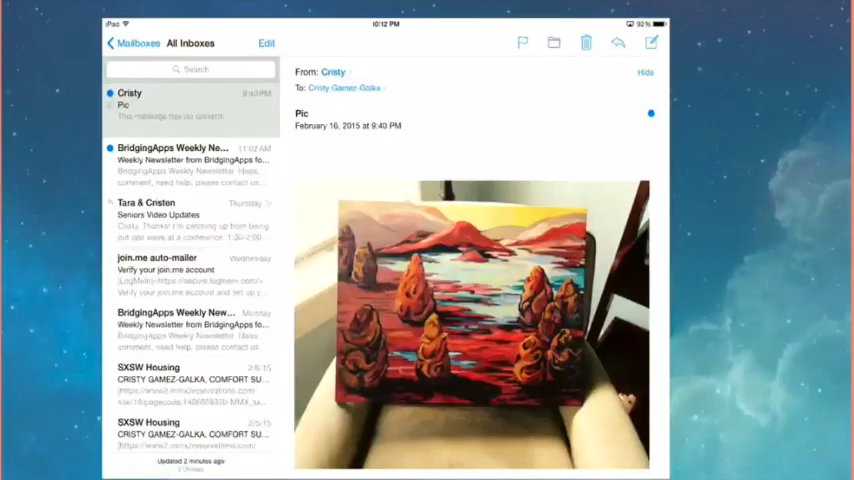 iPad
10:12 PM
92%
Mailboxes
All Inboxes
Edit
Search
Cristy
9:40 PM
Pic
This message has no content.
BridgingApps Weekly Ne...
11:02 AM
Weekly Newsletter from BridgingApps fo...
BridgingApps Weekly Newsletter. Ideas,
comment, need help, please contact us...
Tara & Cristen
Thursday
Seniors Video Updates
Cristy, Thanks! I'm catching up from being
out last week at a conference. 1:00-2:00...
join.me auto-mailer
Wednesday
Verify your join.me account
Verify your join.me account and set up y...
BridgingApps Weekly New...
Monday
Weekly Newsletter from BridgingApps fo...
BridgingApps Weekly Newsletter. Ideas,
comment, need help, please contact us...
SXSW Housing
2/6/15
CRISTY GAMEZ-GALKA, COMFORT SU...
SXSW Housing
2/5/15
CRISTY GAMEZ-GALKA, COMFORT SU...
Updated 2 minutes ago
From: Cristy
Hide
To: Cristy Gamez-Galka
Pic
February 16, 2015 at 9:40 PM